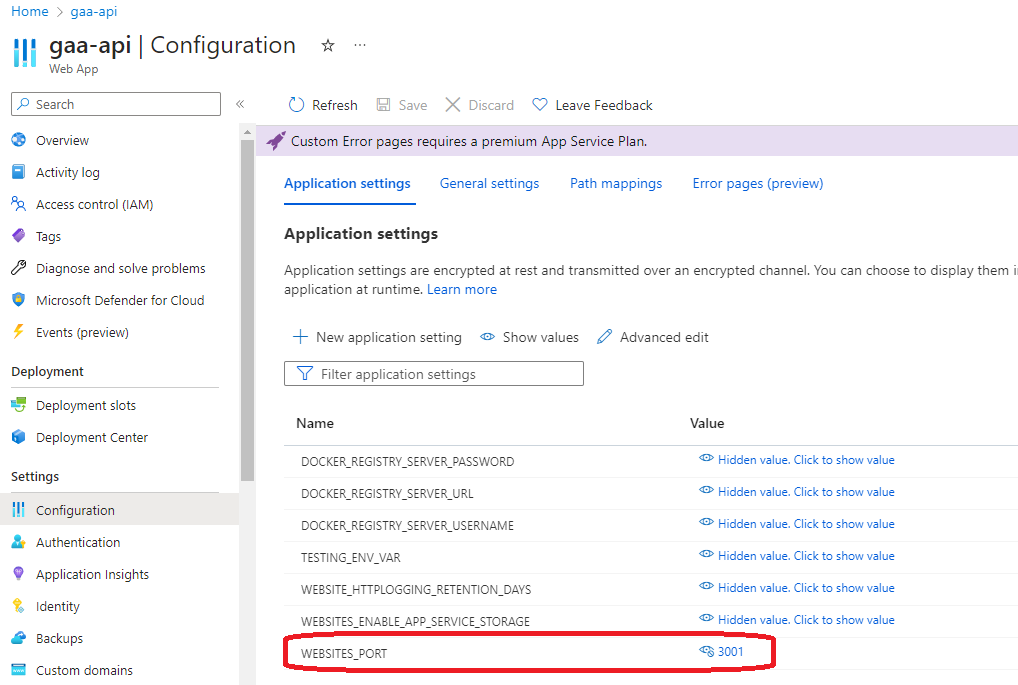 Home > gaa-api
gaa-api | Configuration
Web App
Search
Refresh Save Discard Leave Feedback
Overview
Activity log
Access control (IAM)
Tags
Diagnose and solve problems
Microsoft Defender for Cloud
Events (preview)
Deployment
Deployment slots
Deployment Center
Settings
Configuration
Authentication
Application Insights
Identity
Backups
Custom domains
Custom Error pages requires a premium App Service Plan.
Application settings General settings Path mappings Error pages (preview)
Application settings
Application settings are encrypted at rest and transmitted over an encrypted channel. You can choose to display them
application at runtime. Learn more
New application setting Show values Advanced edit
Filter application settings
Name Value
DOCKER_REGISTRY_SERVER_PASSWORD Hidden value. Click to show value
DOCKER_REGISTRY_SERVER_URL Hidden value. Click to show value
DOCKER_REGISTRY_SERVER_USERNAME Hidden value. Click to show value
TESTING_ENV_VAR Hidden value. Click to show value
WEBSITE_HTTPLOGGING_RETENTION_DAYS Hidden value. Click to show value
WEBSITES_ENABLE_APP_SERVICE_STORAGE Hidden value. Click to show value
WEBSITES_PORT 3001